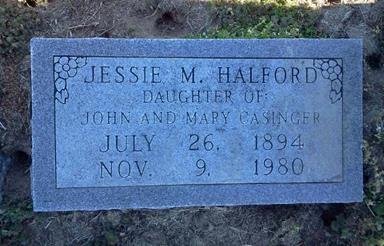 JESSIE M. HALFORD
DAUGHTER OF:
JOHN AND MARY CASINGER
JULY 26, 1894
NOV. 9, 1980